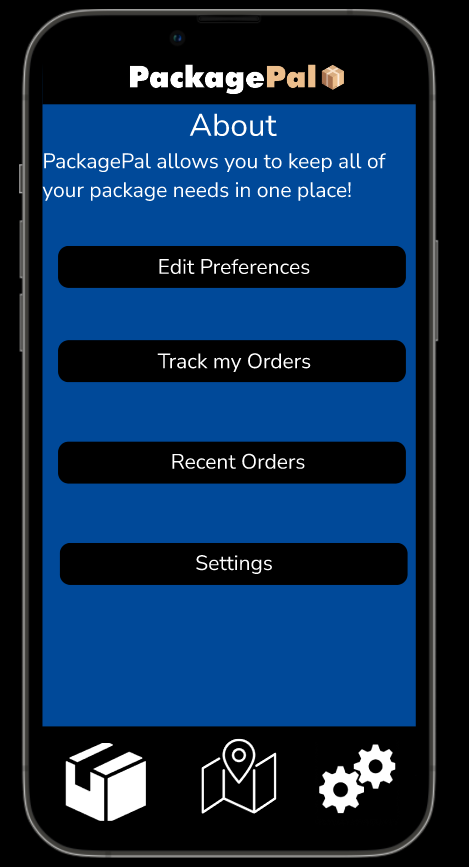 PackagePal
About
PackagePal allows you to keep all of
your package needs in one place!
Edit Preferences
Track my Orders
Recent Orders
Settings